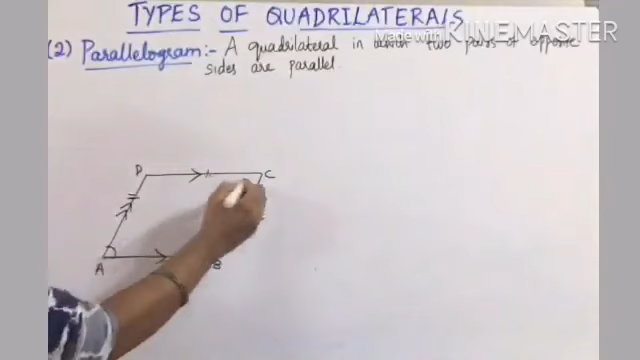 TYPES OF QUADRILATERALS
Made with KINEMASTER
(2) Parallelogram:- A quadrilateral in which two pairs of opposite
sides are parallel.
D C
A B